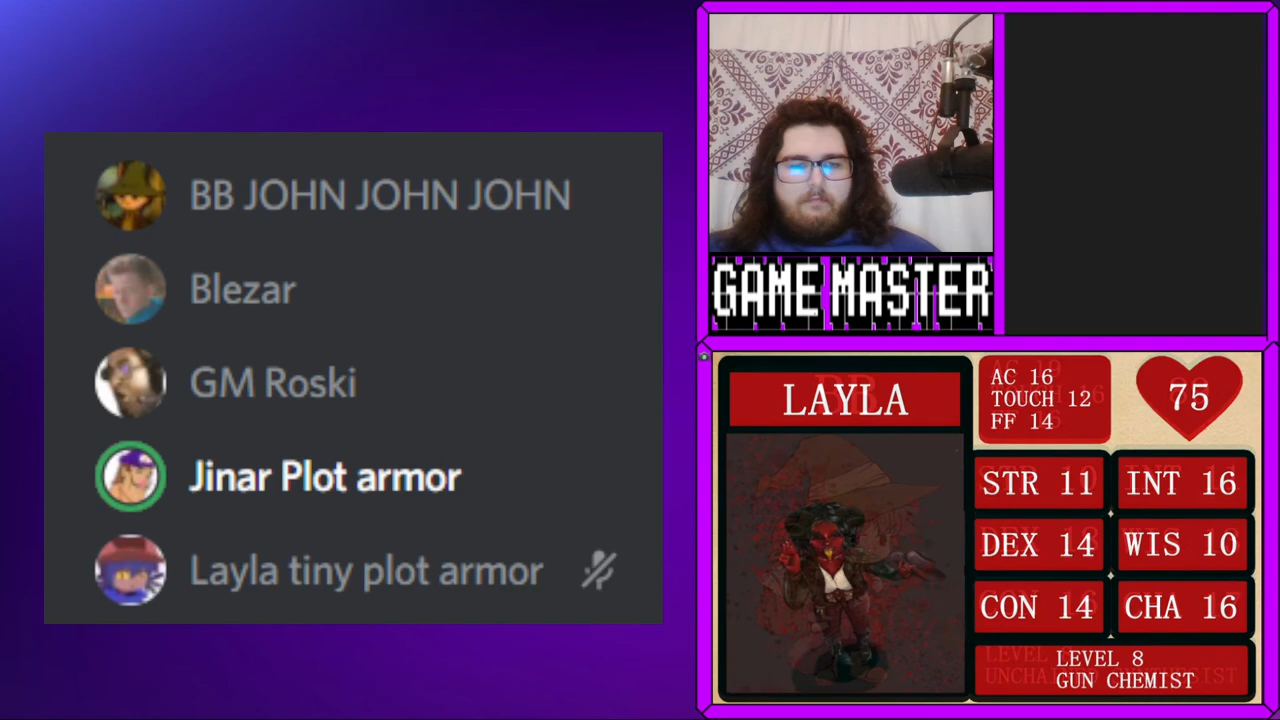 BB JOHN JOHN JOHN
Blezar
GM Roski
Jinar Plot armor
Layla tiny plot armor
GAME MASTER
LAYLA
AC 16
TOUCH 12
FF 14
75
STR 11
INT 16
DEX 14
WIS 10
CON 14
CHA 16
LEVEL 8
GUN CHEMIST